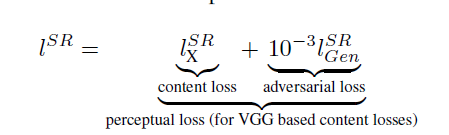 l^{SR} = l_X^{SR} + 10^{-3} l_{Gen}^{SR}
content loss adversarial loss
perceptual loss (for VGG based content losses)